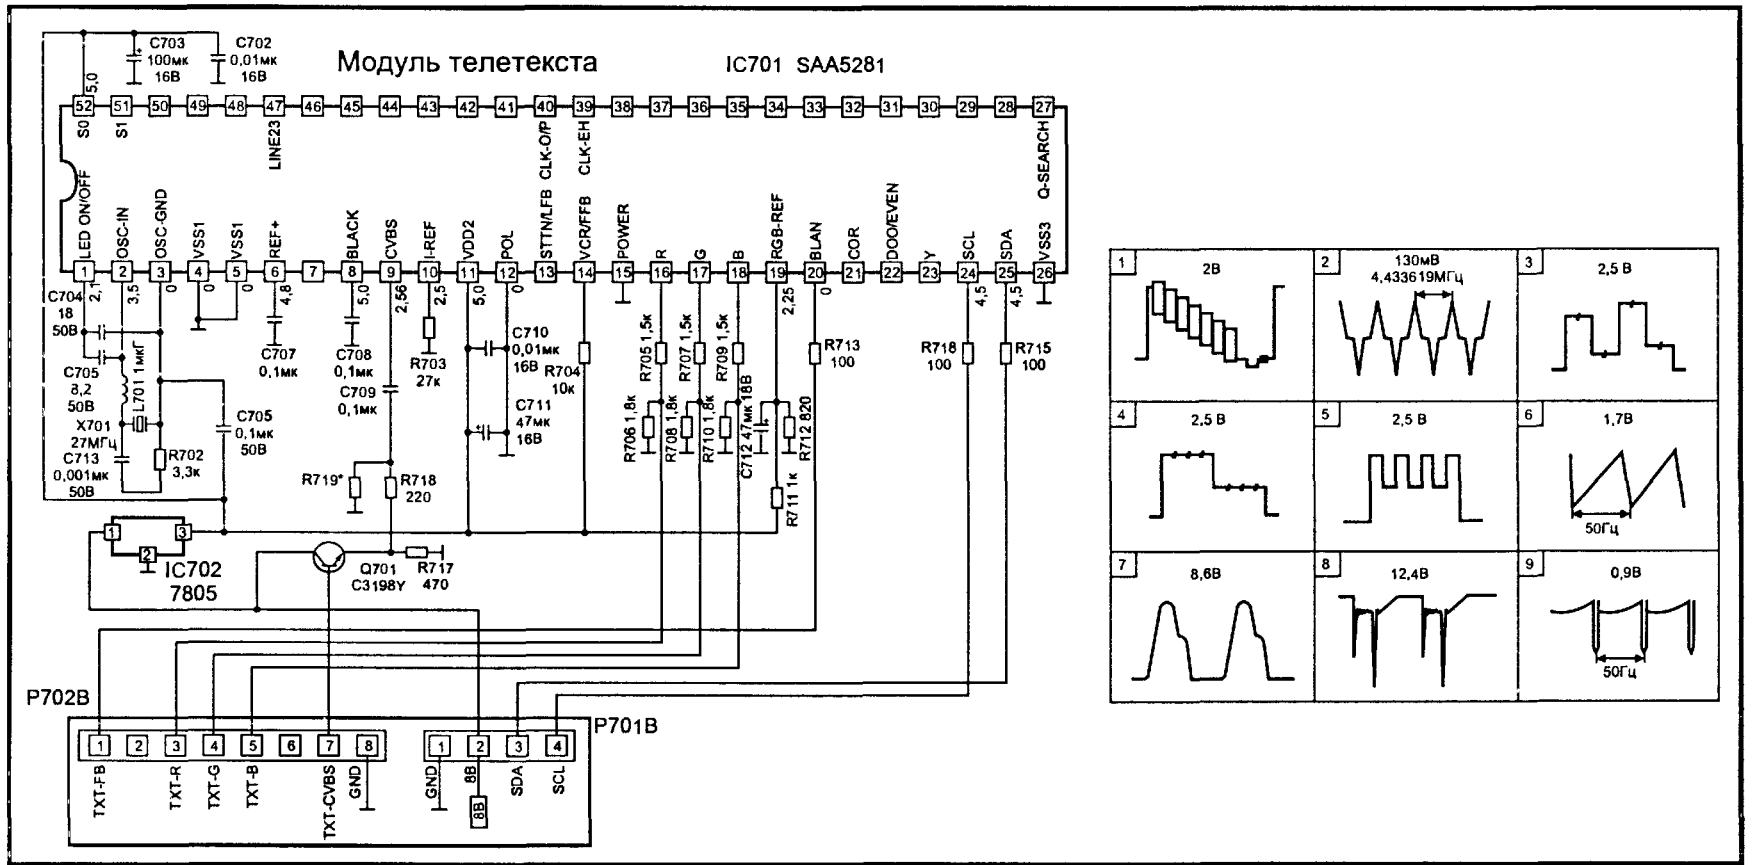 C703
100мк
16В
C702
0,01мк
16В
Модуль телетекста
IC701 SAA5281
5,0
52
51
50
49
48
47
46
45
44
43
42
41
40
39
38
37
36
35
34
33
32
31
30
29
28
27
S0
S1
LINE23
CLK-O/P
CLK-EH
Q-SEARCH
LED ON/OFF
OSC-IN
OSC-GND
VSS1
VSS1
REF+
BLACK
CVBS
I-REF
VDD2
POL
STTN/LFB
VCR/FFB
POWER
R
G
B
RGB-REF
BLAN
COR
DOO/EVEN
Y
SCL
SDA
VSS3
1
2
3
4
5
6
7
8
9
10
11
12
13
14
15
16
17
18
19
20
21
22
23
24
25
26
2,1
3,5
0
0
0
4,8
5,0
2,56
2,5
5,0
0
2,25
0
4,5
4,5
C704
18
50В
C705
8,2
50В
L701 1мкГ
X701
27МГц
C713
0,001мк
50В
R702
3,3к
C705
0,1мк
50В
C707
0,1мк
C708
0,1мк
C709
0,1мк
R703
27к
C710
0,01мк
16В
C711
47мк
16В
R704
10к
R705 1,5к
R707 1,5к
R709 1,5к
R706 1,8к
R708 1,8к
R710 1,8к
C712 47мк 18В
R712 820
R711 1к
R713
100
R718
100
R715
100
R719*
R718
220
1
2
3
IC702
7805
Q701
C3198Y
R717
470
P702B
P701B
1
2
3
4
5
6
7
8
1
2
3
4
TXT-FB
TXT-R
TXT-G
TXT-B
TXT-CVBS
GND
GND
8В
SDA
SCL
8В
1
2В
2
130мВ
4,433619МГц
3
2,5 В
4
2,5 В
5
2,5 В
6
1,7В
50Гц
7
8,6В
8
12,4В
9
0,9В
50Гц